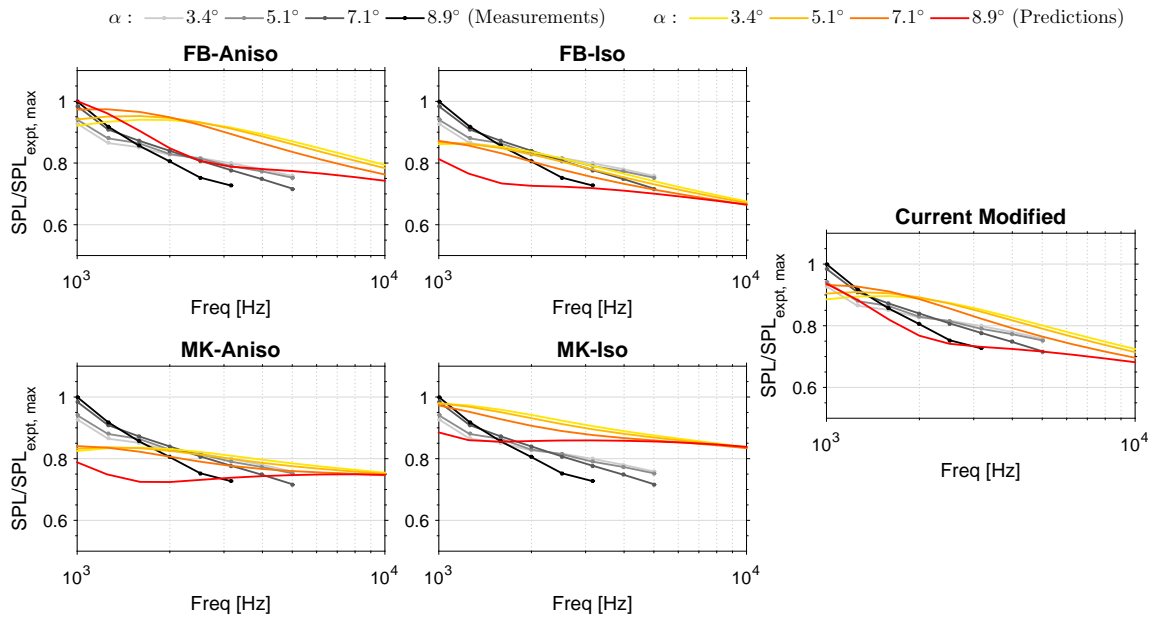 α : 3.4° 5.1° 7.1° 8.9° (Measurements) α : 3.4° 5.1° 7.1° 8.9° (Predictions)
FB-Aniso
1
0.8
0.6
SPL/SPL_expt, max
10³ 10⁴
Freq [Hz]
FB-Iso
1
0.8
0.6
10³ 10⁴
Freq [Hz]
Current Modified
1
0.8
0.6
SPL/SPL_expt, max
10³ 10⁴
Freq [Hz]
MK-Aniso
1
0.8
0.6
SPL/SPL_expt, max
10³ 10⁴
Freq [Hz]
MK-Iso
1
0.8
0.6
10³ 10⁴
Freq [Hz]